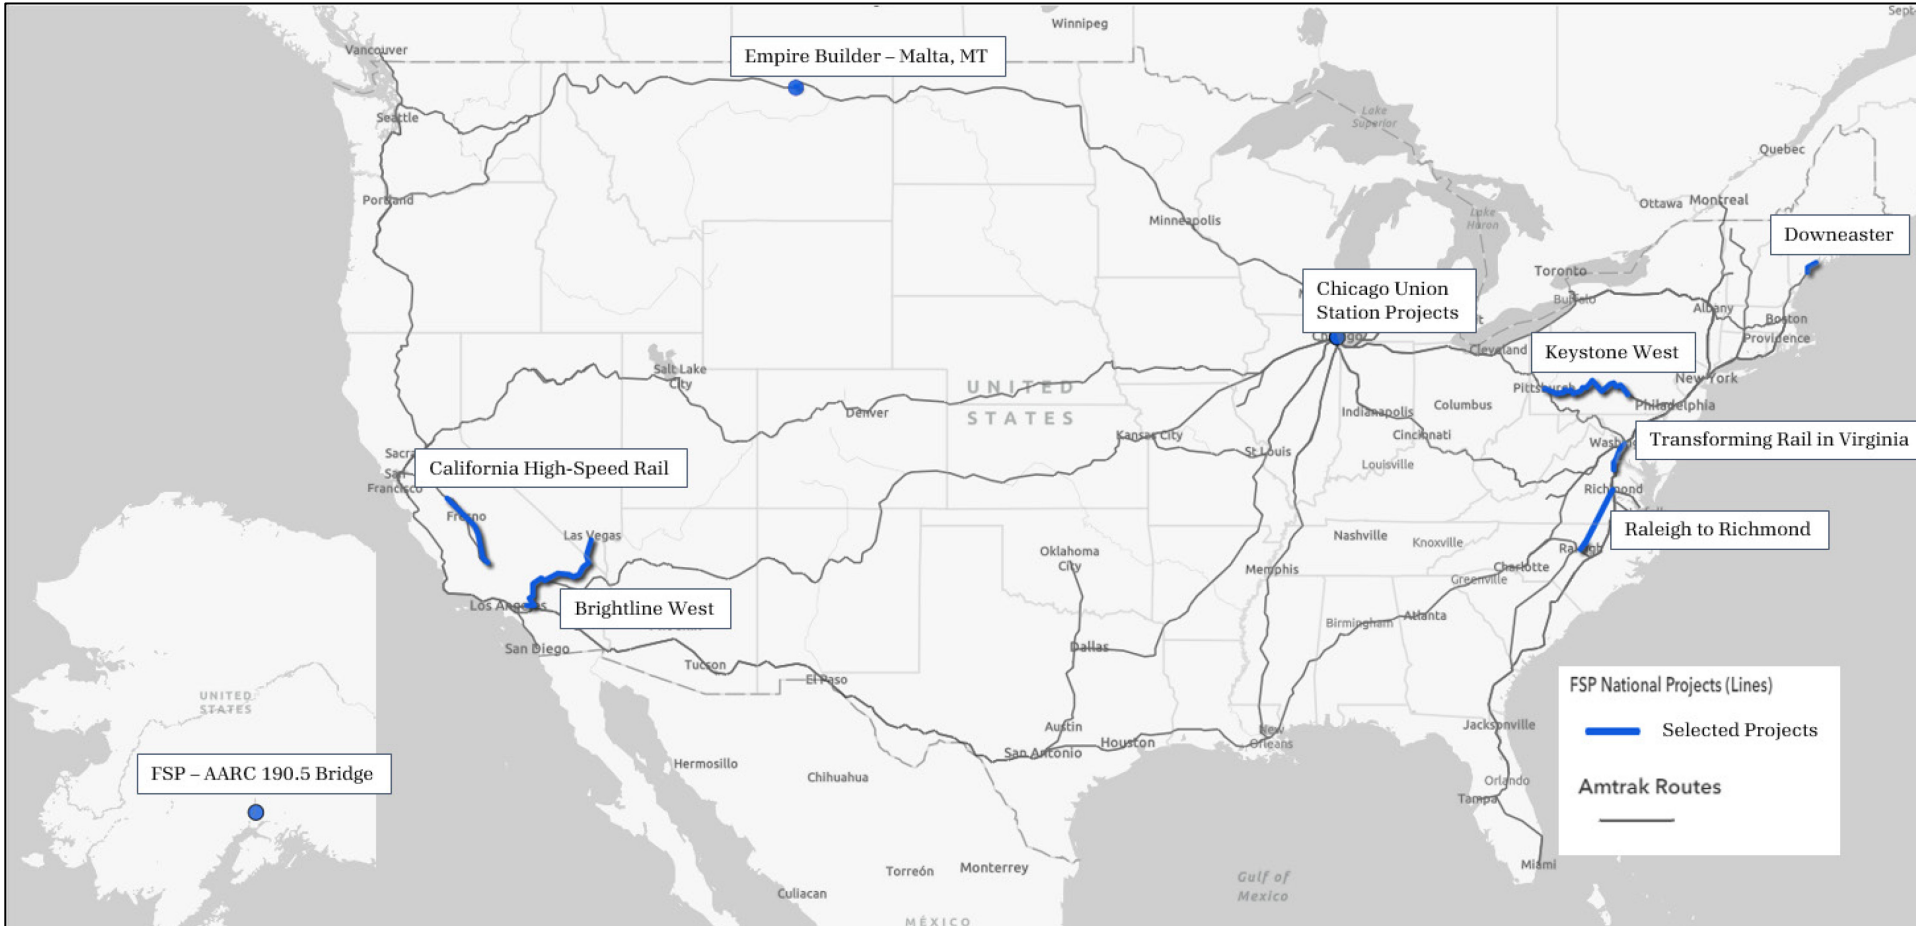 Winnipeg
Sept
Vancouver
Empire Builder – Malta, MT
Seattle
Lake
Superior
Quebec
Portland
Minneapolis
Lake
Huron
Ottawa
Montreal
Downeaster
Toronto
Chicago Union
Station Projects
Buffalo
Albany
Boston
Providence
Cleveland
Keystone West
Salt Lake
City
New York
UNITED
STATES
Pittsburgh
Philadelphia
Denver
Indianapolis
Columbus
Kansas City
Cincinnati
Transforming Rail in Virginia
St Louis
Louisville
Sacra
San
Francisco
California High-Speed Rail
Richmond
Fresno
Las Vegas
Raleigh to Richmond
Nashville
Knoxville
Raleigh
Oklahoma
City
Memphis
Charlotte
Greenville
Los Angeles
Brightline West
Atlanta
Birmingham
San Diego
Dallas
Tucson
El Paso
UNITED
STATES
FSP National Projects (Lines)
Selected Projects
Amtrak Routes
Austin
San Antonio
Houston
New
Orleans
Jacksonville
Hermosillo
Chihuahua
FSP – AARC 190.5 Bridge
Orlando
Tampa
Miami
Torreón
Monterrey
Gulf of
Mexico
Culiacan
MÉXICO